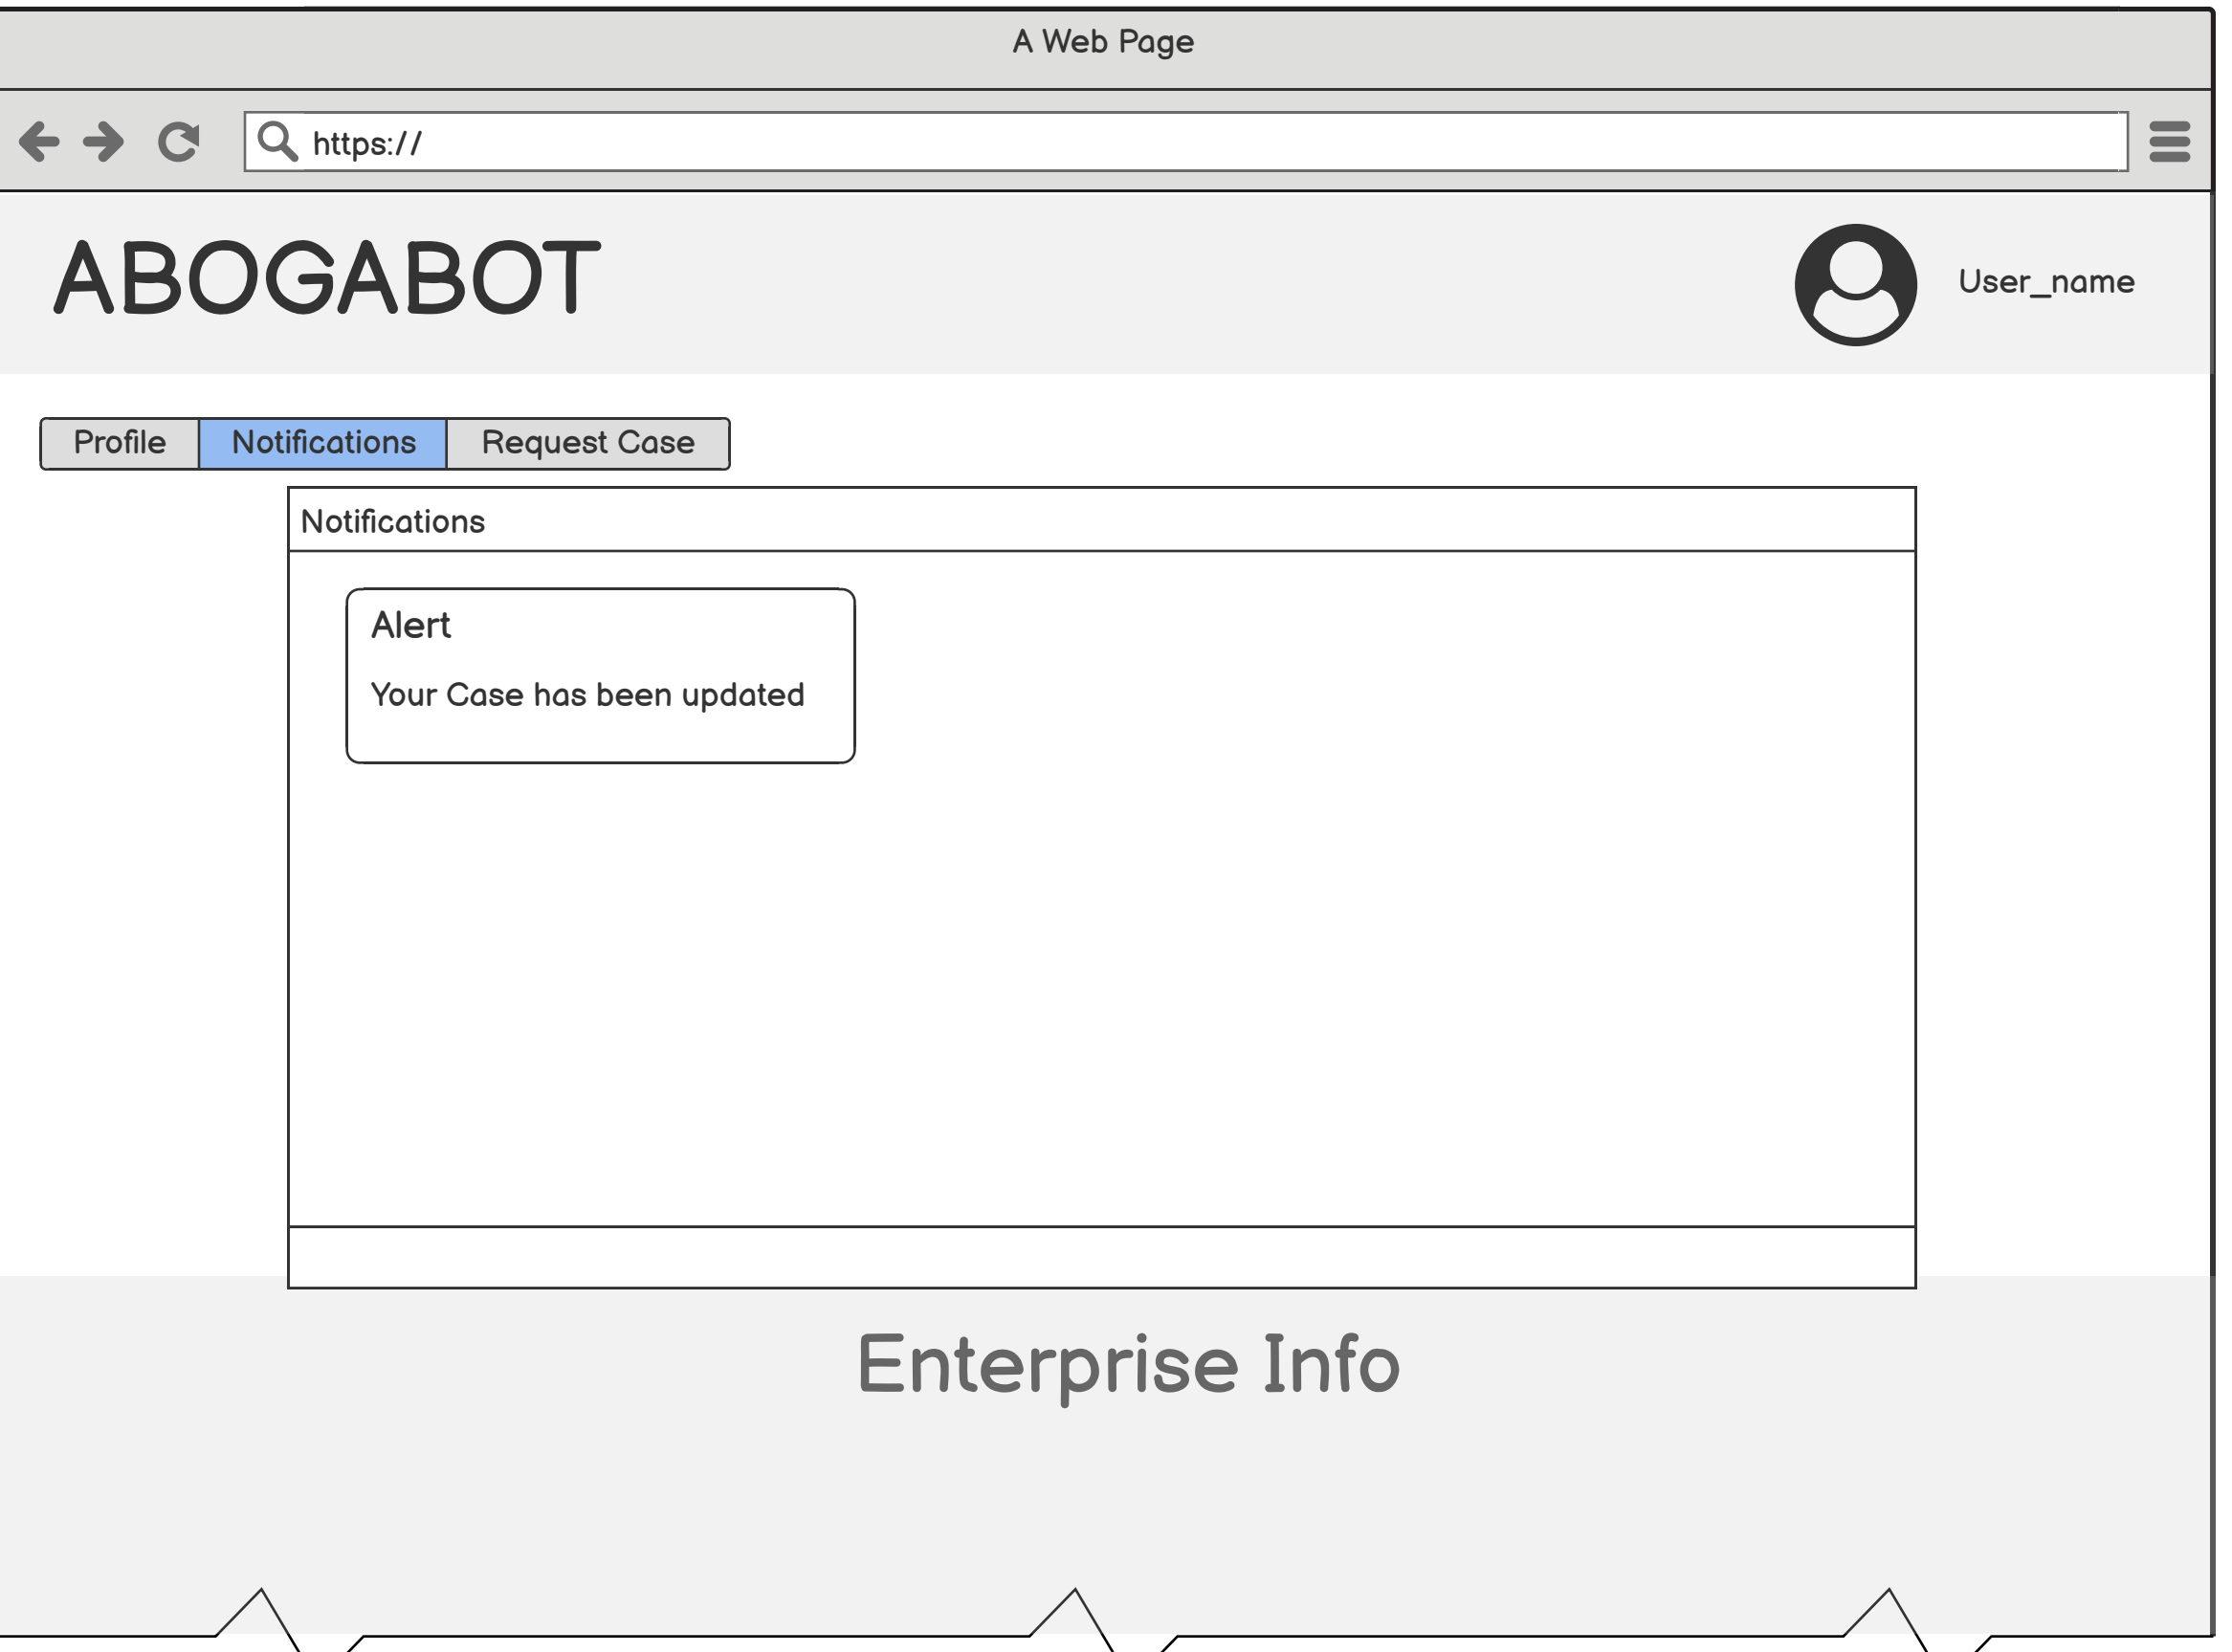 A Web Page
https://
ABOGABOT
User_name
Profile Notifications Request Case
Notifications
Alert
Your Case has been updated
Enterprise Info